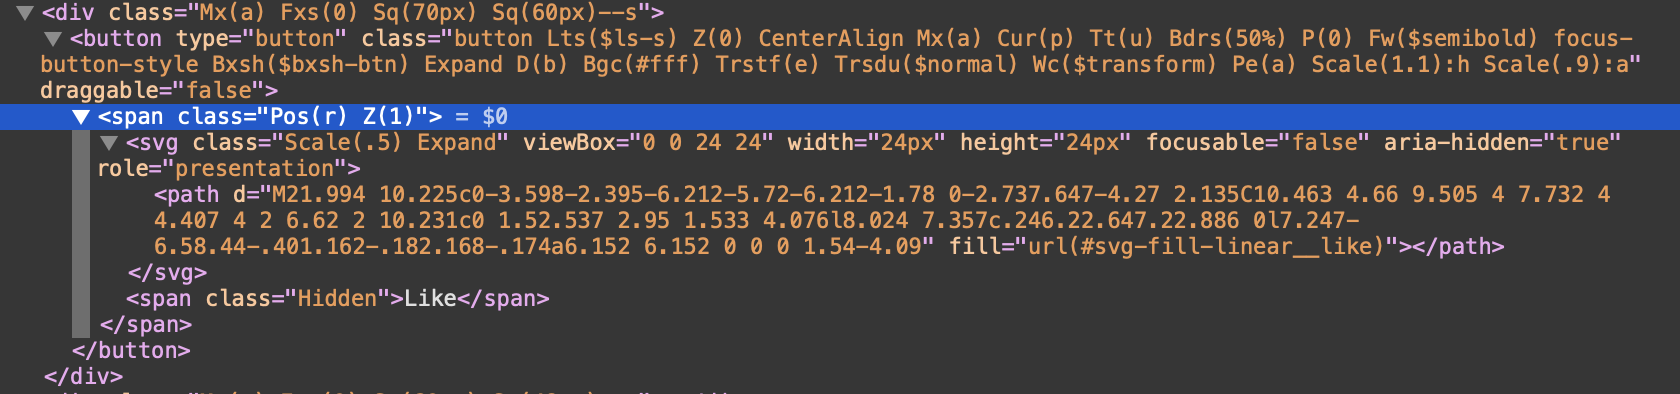 <div class="Mx(a) Fxs(0) Sq(70px) Sq(60px)--s">
<button type="button" class="button Lts($ls-s) Z(0) CenterAlign Mx(a) Cur(p) Tt(u) Bdrs(50%) P(0) Fw($semibold) focus-
button-style Bxsh($bxsh-btn) Expand D(b) Bgc(#fff) Trstf(e) Trsdu($normal) Wc($transform) Pe(a) Scale(1.1):h Scale(.9):a"
draggable="false">
<span class="Pos(r) Z(1)"> = $0
<svg class="Scale(.5) Expand" viewBox="0 0 24 24" width="24px" height="24px" focusable="false" aria-hidden="true"
role="presentation">
<path d="M21.994 10.225c0-3.598-2.395-6.212-5.72-6.212-1.78 0-2.737.647-4.27 2.135C10.463 4.66 9.505 4 7.732 4
4.407 4 2 6.62 2 10.231c0 1.52.537 2.95 1.533 4.076l8.024 7.357c.246.22.647.22.886 0l7.247-
6.58.44-.401.162-.182.168-.174a6.152 6.152 0 0 0 1.54-4.09" fill="url(#svg-fill-linear__like)"></path>
</svg>
<span class="Hidden">Like</span>
</span>
</button>
</div>